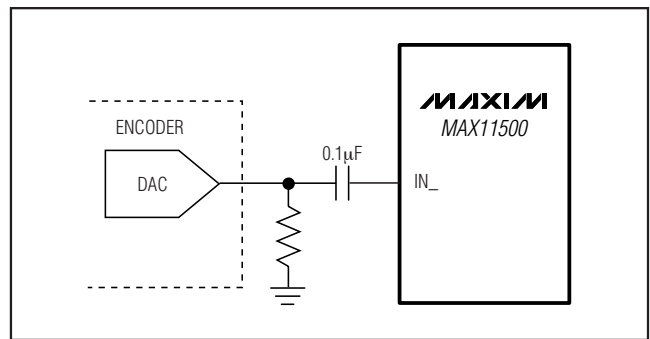 ENCODER
DAC
0.1μF
MAXIM
MAX11500
IN_